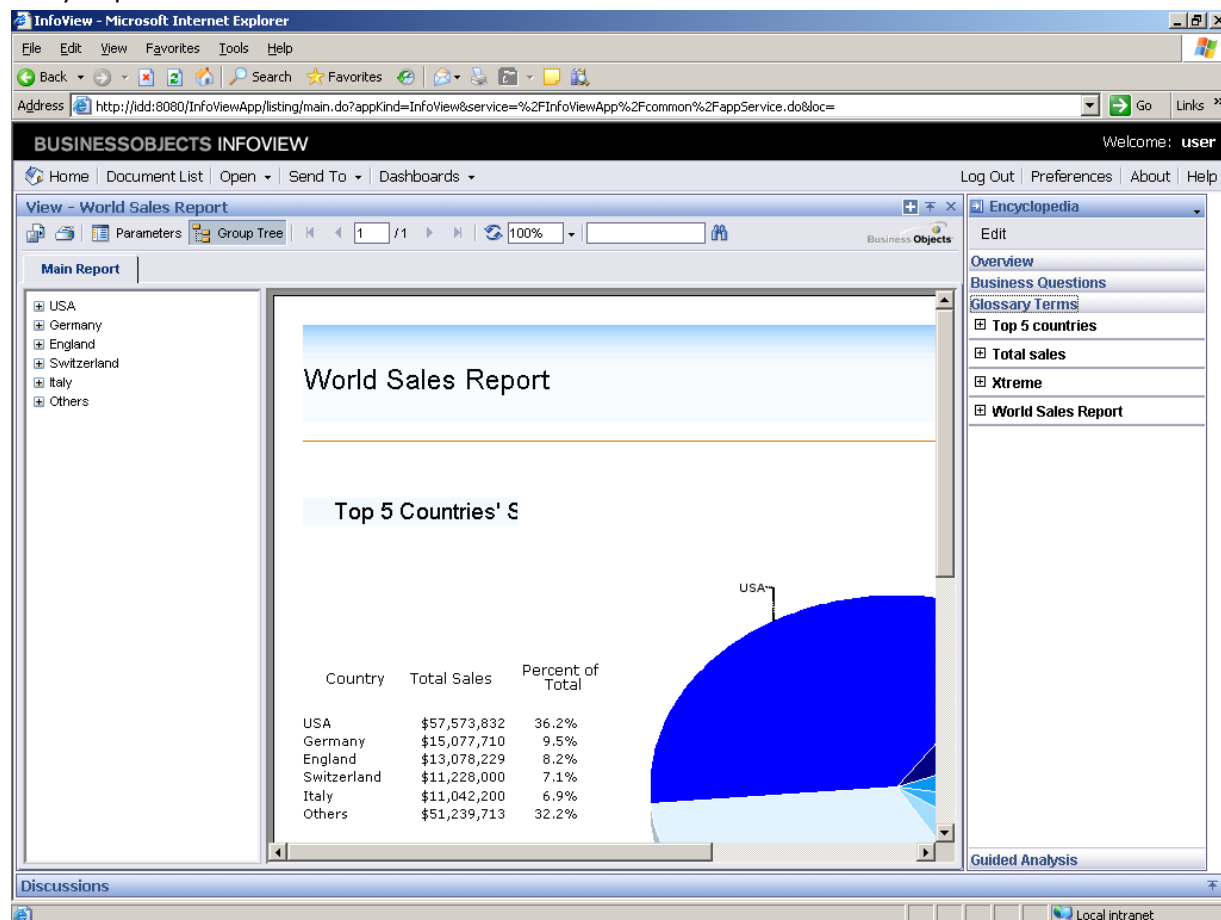 InfoView - Microsoft Internet Explorer
File Edit View Favorites Tools Help
Back Search Favorites
Address http://idd:8080/InfoViewApp/listing/main.do?appKind=InfoView&service=%2FInfoViewApp%2Fcommon%2FappService.do&loc= Go Links »
BUSINESSOBJECTS INFOVIEW Welcome: user
Home Document List Open Send To Dashboards Log Out Preferences About Help
View - World Sales Report
Parameters Group Tree 1 /1 100% Business Objects
Main Report
USA
Germany
England
Switzerland
Italy
Others
World Sales Report
Top 5 Countries' S
USA
Country Total Sales Percent of Total
USA $57,573,832 36.2%
Germany $15,077,710 9.5%
England $13,078,229 8.2%
Switzerland $11,228,000 7.1%
Italy $11,042,200 6.9%
Others $51,239,713 32.2%
Encyclopedia
Edit
Overview
Business Questions
Glossary Terms
Top 5 countries
Total sales
Xtreme
World Sales Report
Guided Analysis
Discussions
Local intranet